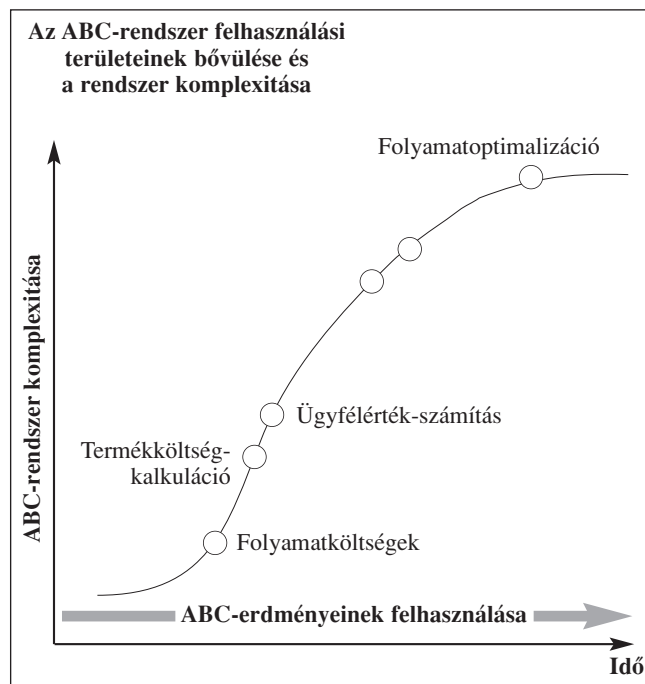 Az ABC-rendszer felhasználási
területeinek bővülése és
a rendszer komplexitása
Folyamatoptimalizáció
ABC-rendszer komplexitása
Ügyfélérték-számítás
Termékköltség-
kalkuláció
Folyamatköltségek
ABC-erdményeinek felhasználása
Idő